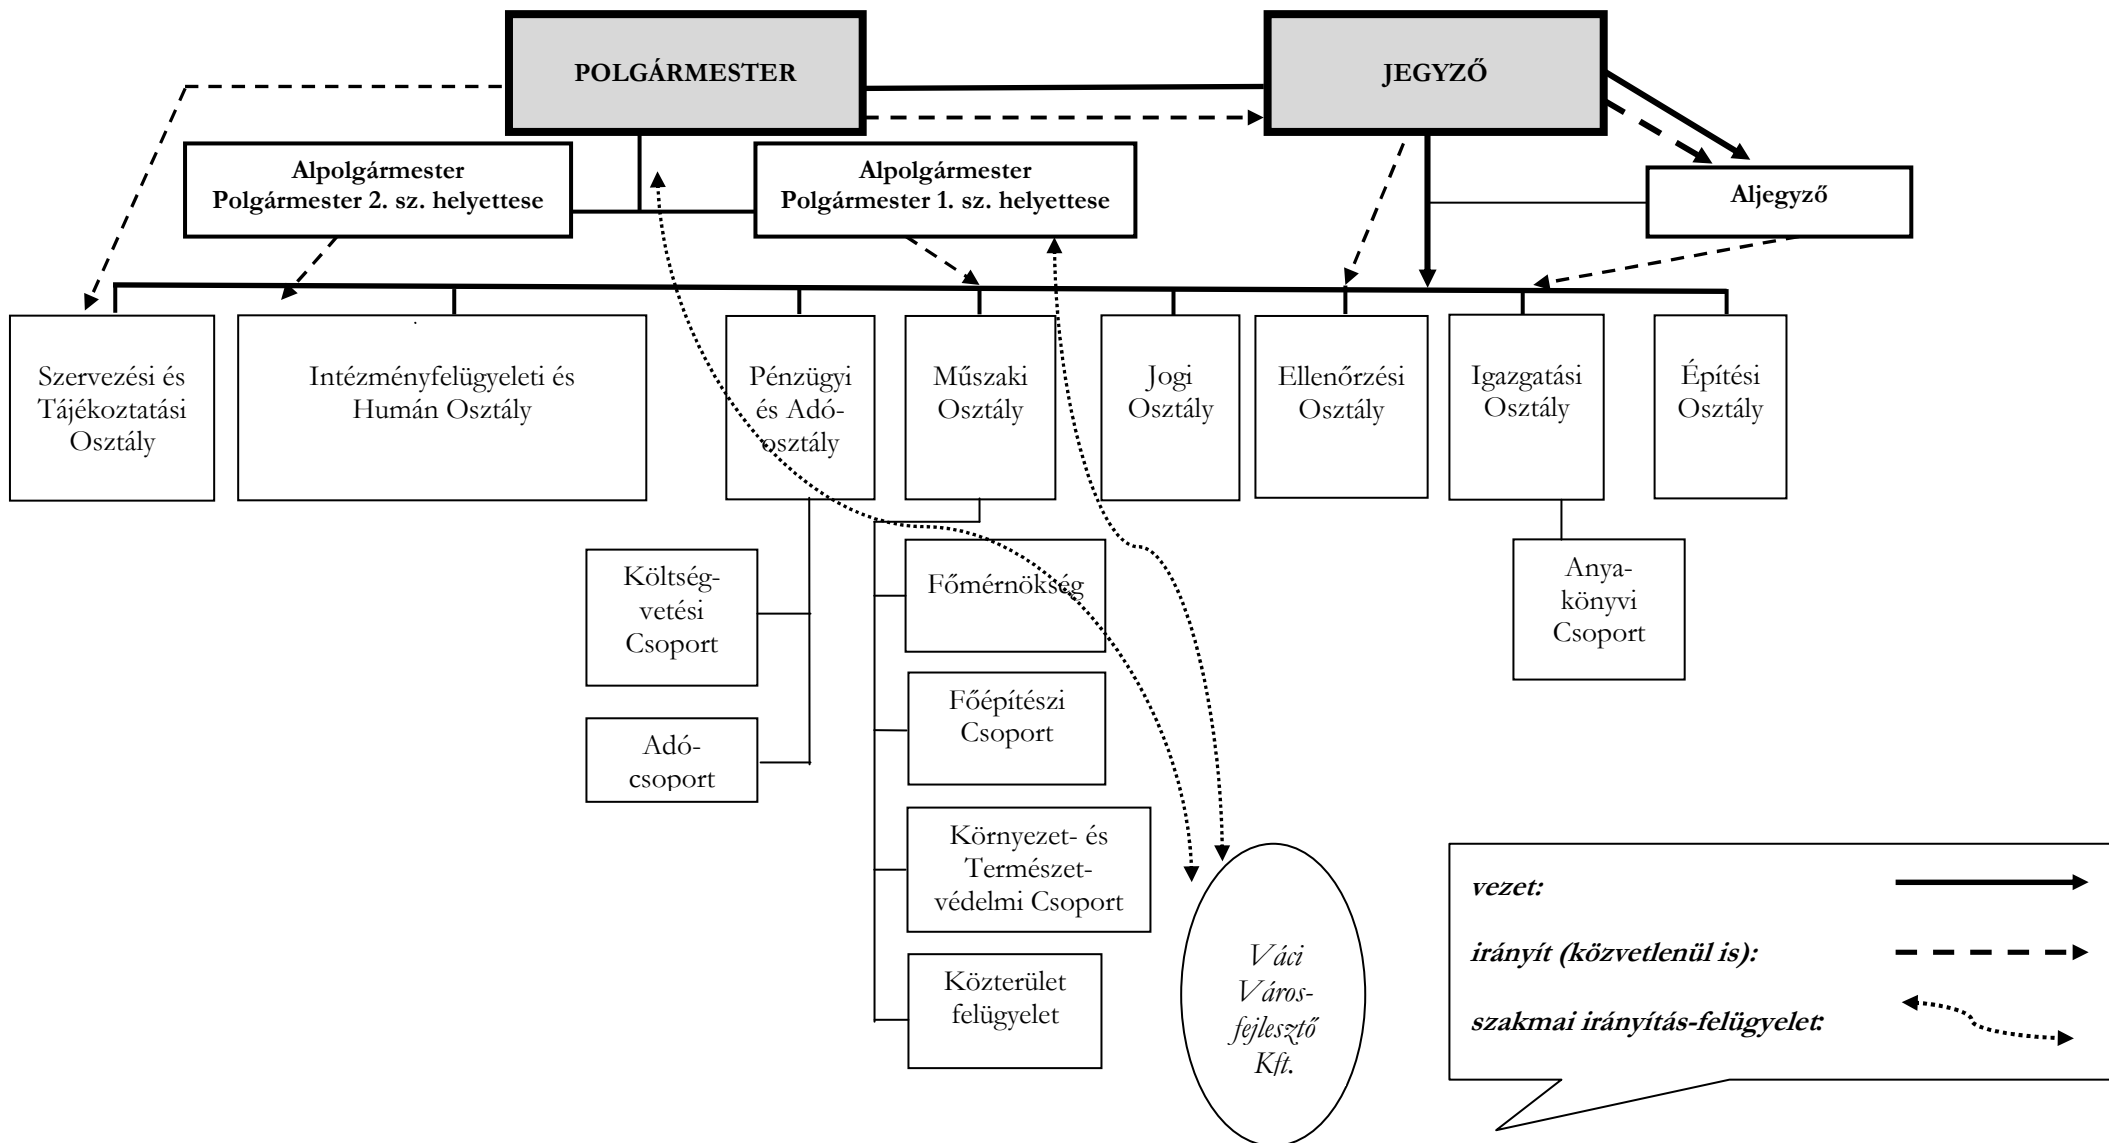 POLGÁRMESTER
JEGYZŐ
Alpolgármester
Polgármester 2. sz. helyettese
Alpolgármester
Polgármester 1. sz. helyettese
Aljegyző
Szervezési és
Tájékoztatási
Osztály
Intézményfelügyeleti és
Humán Osztály
Pénzügyi
és Adó-
osztály
Műszaki
Osztály
Jogi
Osztály
Ellenőrzési
Osztály
Igazgatási
Osztály
Építési
Osztály
Költség-
vetési
Csoport
Adó-
csoport
Főmérnökség
Főépítészi
Csoport
Környezet- és
Természet-
védelmi Csoport
Közterület
felügyelet
Anya-
könyvi
Csoport
Váci
Város-
fejlesztő
Kft.
vezet:
irányít (közvetlenül is):
szakmai irányítás-felügyelet: